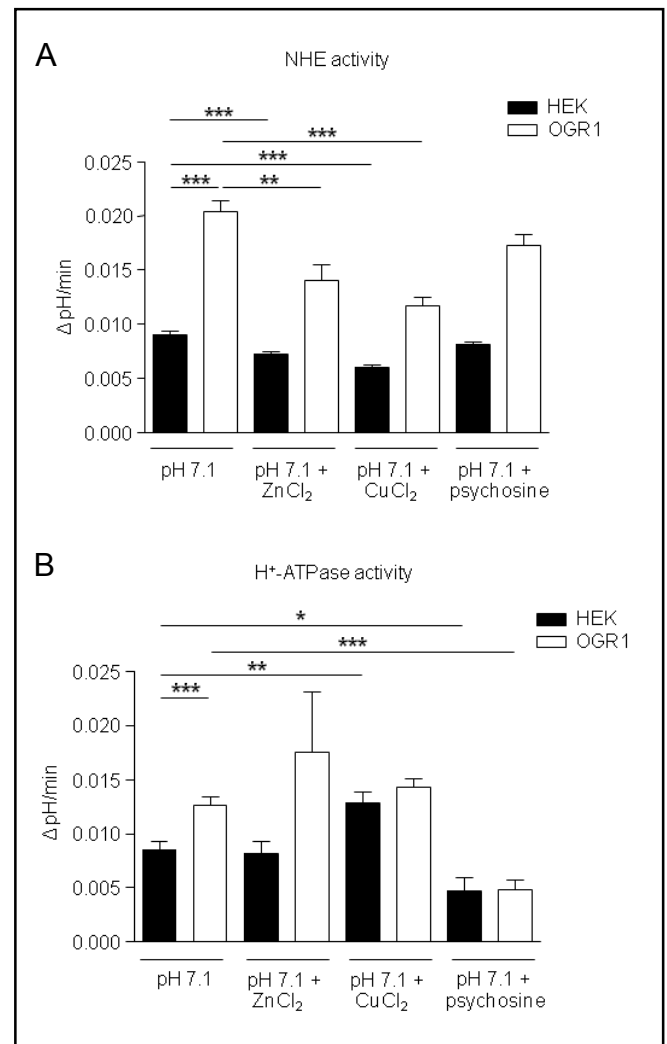 A
NHE activity
HEK
OGR1
***
***
***
*** **
0.025
0.020
0.015
0.010
0.005
0.000
ΔpH/min
pH 7.1
pH 7.1 +
ZnCl₂
pH 7.1 +
CuCl₂
pH 7.1 +
psychosine
B
H⁺-ATPase activity
HEK
OGR1
*
***
**
***
0.025
0.020
0.015
0.010
0.005
0.000
ΔpH/min
pH 7.1
pH 7.1 +
ZnCl₂
pH 7.1 +
CuCl₂
pH 7.1 +
psychosine